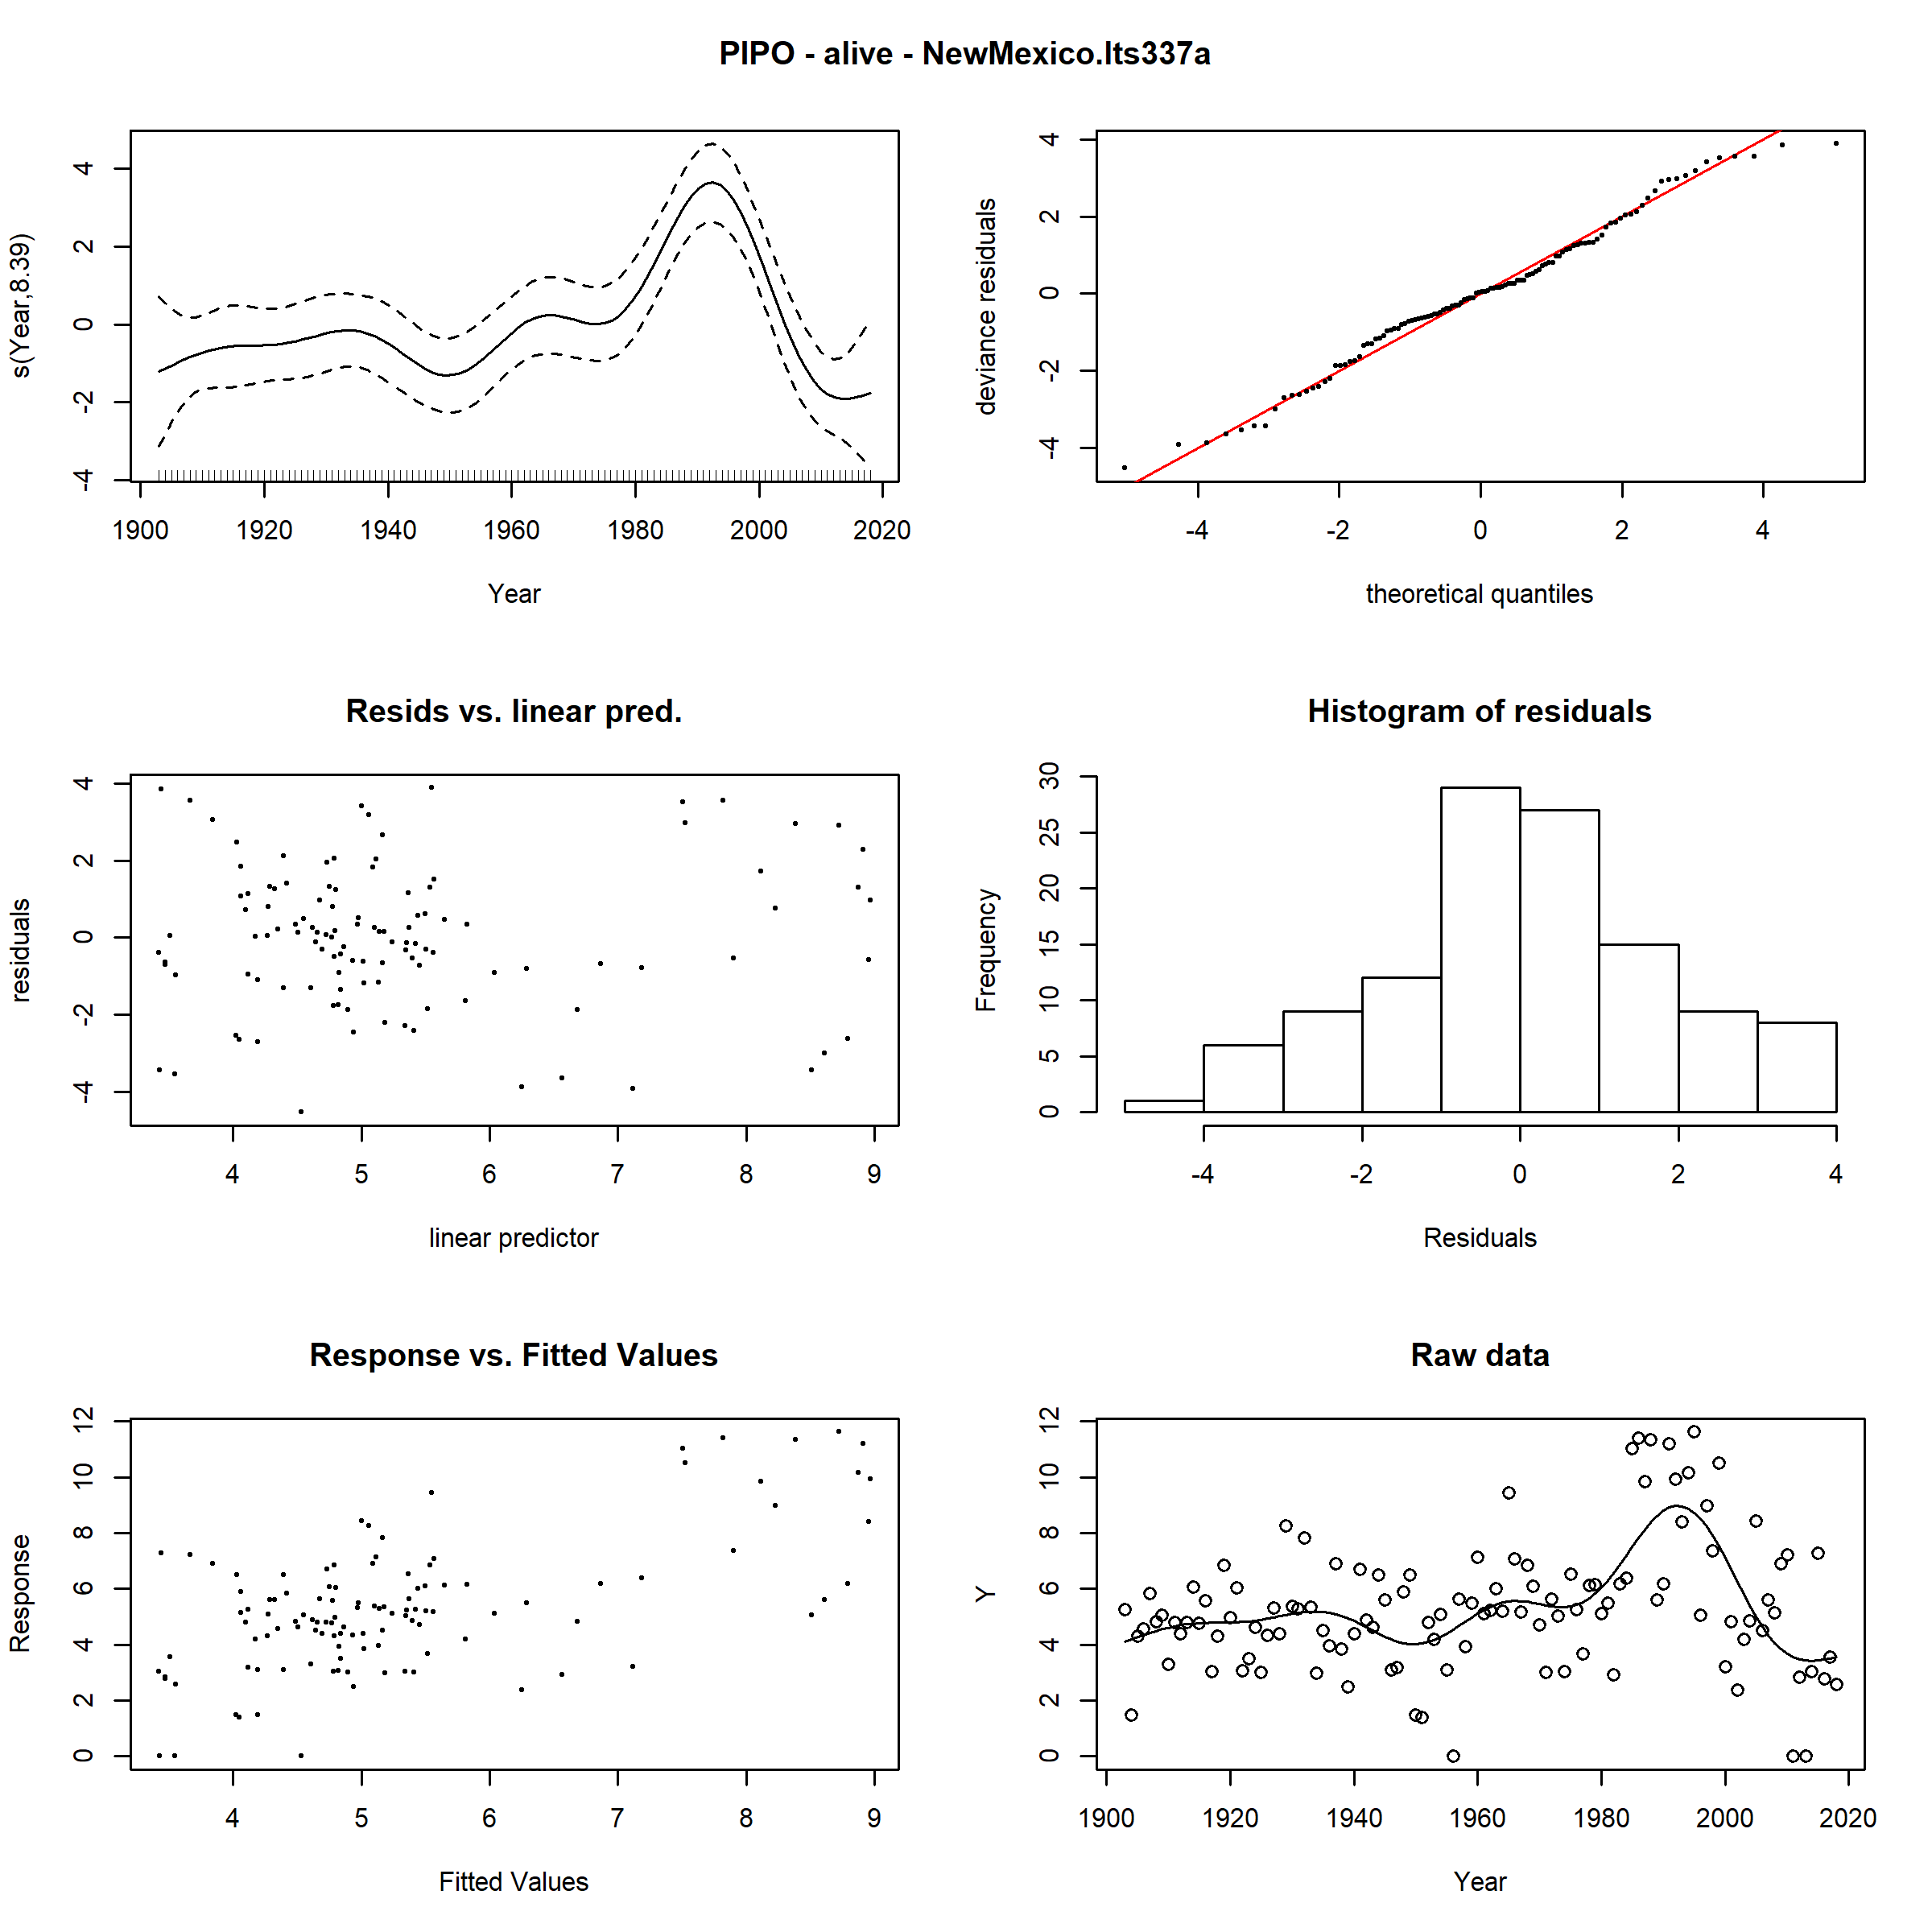 PIPO - alive - NewMexico.lts337a
s(Year,8.39)
4
2
0
-2
-4
1900 1920 1940 1960 1980 2000 2020
Year
deviance residuals
4
2
0
-2
-4
-4 -2 0 2 4
theoretical quantiles
Resids vs. linear pred.
residuals
4
2
0
-2
-4
4 5 6 7 8 9
linear predictor
Histogram of residuals
Frequency
30
25
20
15
10
5
0
-4 -2 0 2 4
Residuals
Response vs. Fitted Values
Response
12
10
8
6
4
2
0
4 5 6 7 8 9
Fitted Values
Raw data
Y
12
10
8
6
4
2
0
1900 1920 1940 1960 1980 2000 2020
Year